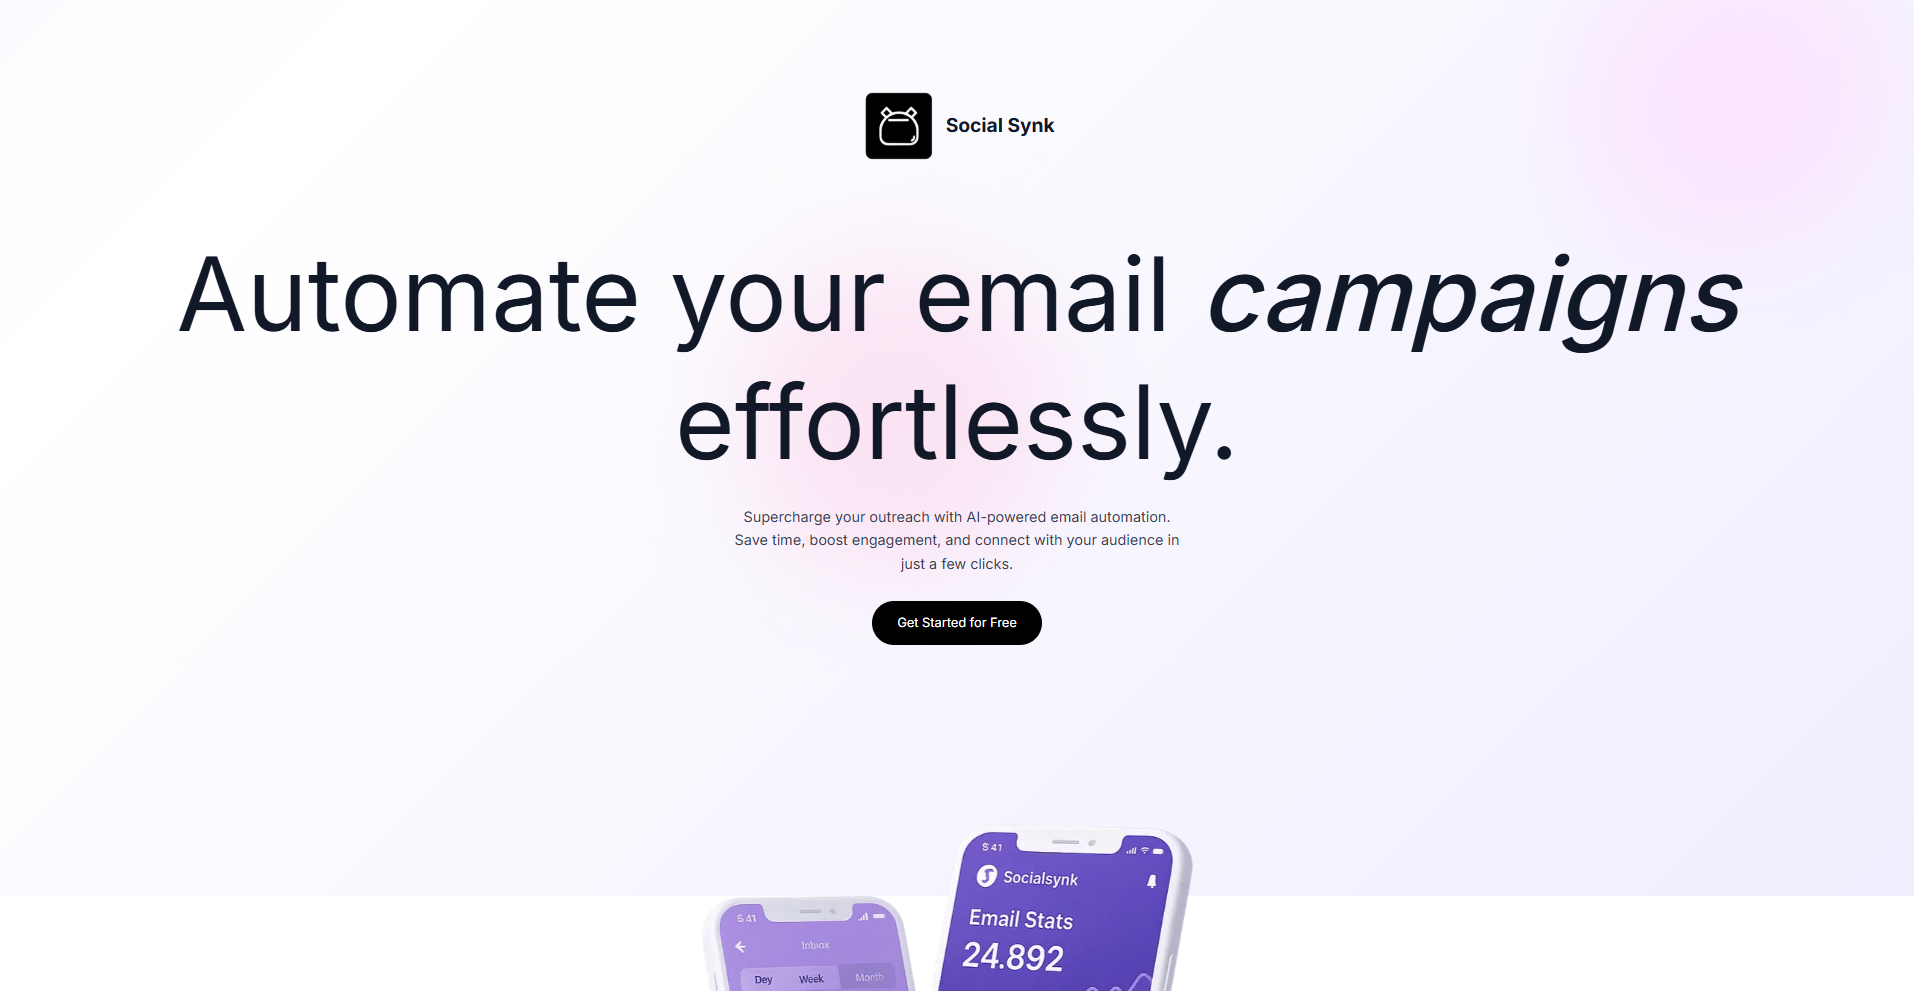 Social Synk
Automate your email campaigns
effortlessly.
Supercharge your outreach with AI-powered email automation.
Save time, boost engagement, and connect with your audience in
just a few clicks.
Get Started for Free
S 41
Socialsynk
Email Stats
24.892
S 41
Inbox
Dey Week Month